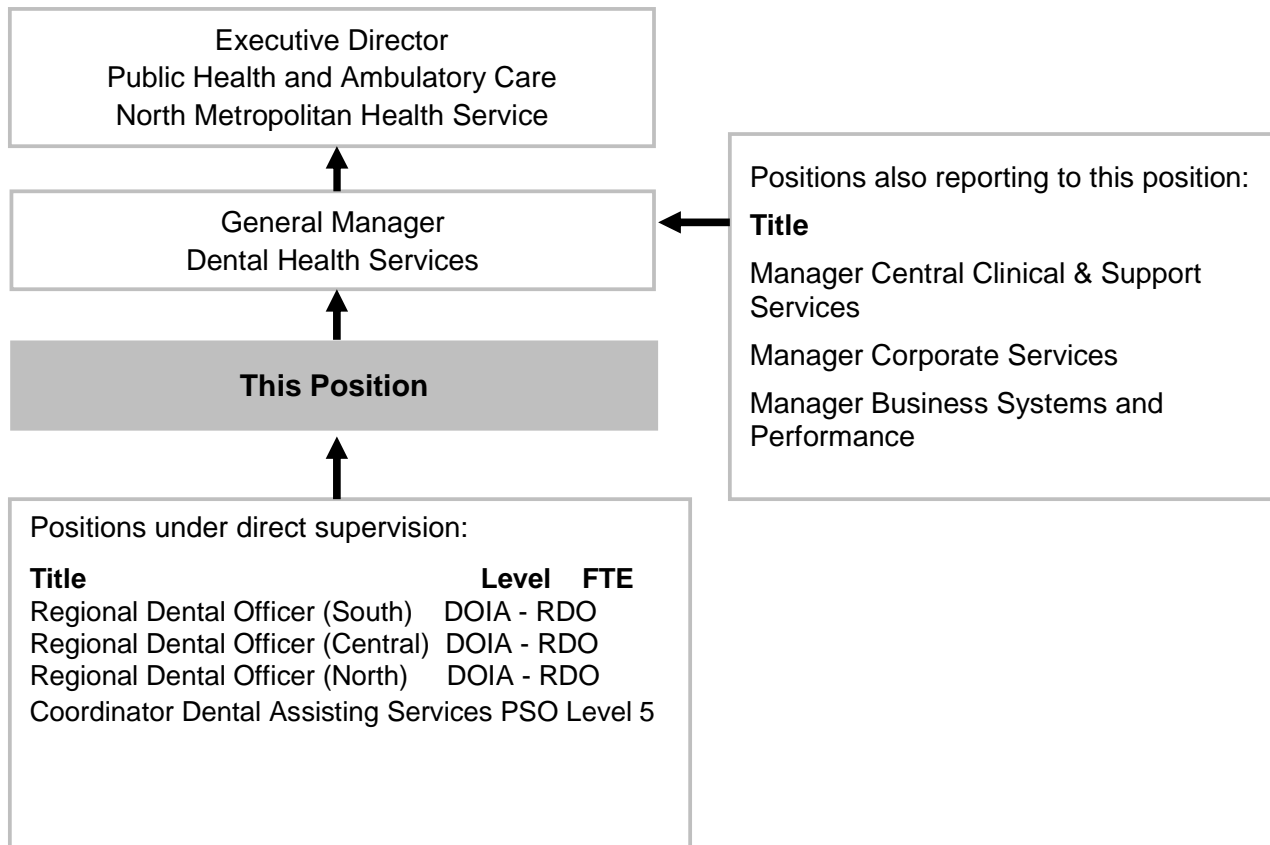 Executive Director
Public Health and Ambulatory Care
North Metropolitan Health Service
General Manager
Dental Health Services
Positions also reporting to this position:
Title
Manager Central Clinical & Support
Services
Manager Corporate Services
Manager Business Systems and
Performance
This Position
Positions under direct supervision:
Title Level FTE
Regional Dental Officer (South) DOIA - RDO
Regional Dental Officer (Central) DOIA - RDO
Regional Dental Officer (North) DOIA - RDO
Coordinator Dental Assisting Services PSO Level 5